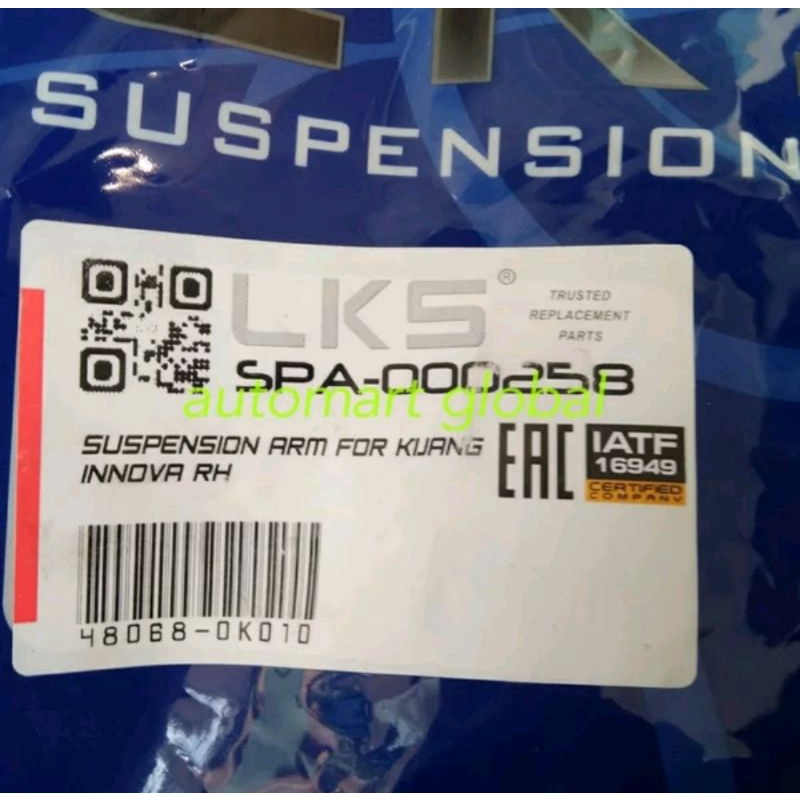 SUSPENSION
LKS®
TRUSTED
REPLACEMENT
PARTS
SPA-000258
automart global
SUSPENSION ARM FOR KIJANG
INNOVA RH
EAC
IATF
16949
CERTIFIED
COMPANY
48068-0K010